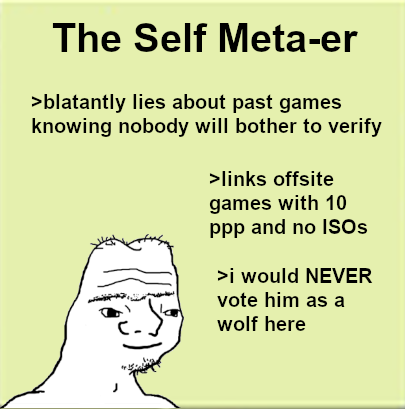 The Self Meta-er
>blatantly lies about past games
knowing nobody will bother to verify
>links offsite
games with 10
ppp and no ISOs
>i would NEVER
vote him as a
wolf here